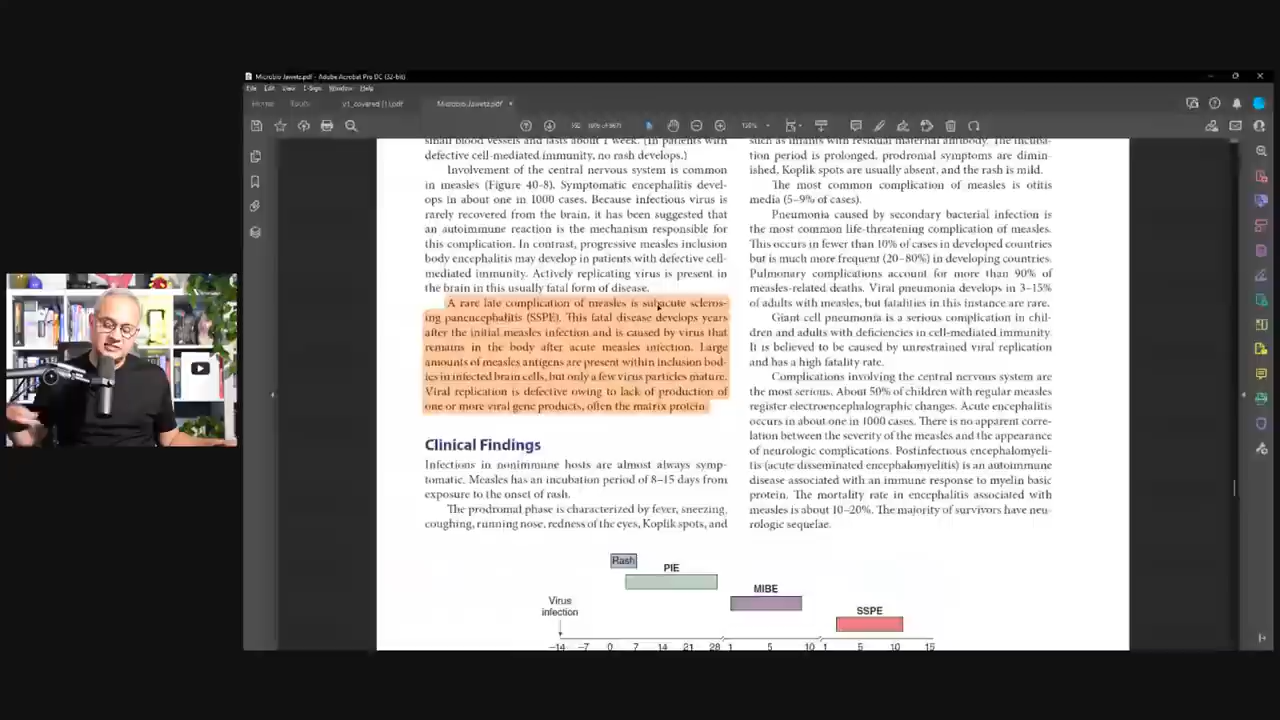 Microbio Jawetz.pdf - Adobe Acrobat Pro DC (32-bit)
File Edit View E-Sign Window Help
Home Tools v1_covered (1).pdf Microbio Jawetz.pdf ×
small blood vessels and lasts about 1 week. (In patients with
defective cell-mediated immunity, no rash develops.)
Involvement of the central nervous system is common
in measles (Figure 40-8). Symptomatic encephalitis devel-
ops in about one in 1000 cases. Because infectious virus is
rarely recovered from the brain, it has been suggested that
an autoimmune reaction is the mechanism responsible for
this complication. In contrast, progressive measles inclusion
body encephalitis may develop in patients with defective cell-
mediated immunity. Actively replicating virus is present in
the brain in this usually fatal form of disease.
A rare late complication of measles is subacute scleros-
ing panencephalitis (SSPE). This fatal disease develops years
after the initial measles infection and is caused by virus that
remains in the body after acute measles infection. Large
amounts of measles antigens are present within inclusion bod-
ies in infected brain cells, but only a few virus particles mature.
Viral replication is defective owing to lack of production of
one or more viral gene products, often the matrix protein.
Clinical Findings
Infections in nonimmune hosts are almost always symp-
tomatic. Measles has an incubation period of 8–15 days from
exposure to the onset of rash.
The prodromal phase is characterized by fever, sneezing,
coughing, running nose, redness of the eyes, Koplik spots, and
such as infants with residual maternal antibody. The incuba-
tion period is prolonged, prodromal symptoms are dimin-
ished, Koplik spots are usually absent, and the rash is mild.
The most common complication of measles is otitis
media (5–9% of cases).
Pneumonia caused by secondary bacterial infection is
the most common life-threatening complication of measles.
This occurs in fewer than 10% of cases in developed countries
but is much more frequent (20–80%) in developing countries.
Pulmonary complications account for more than 90% of
measles-related deaths. Viral pneumonia develops in 3–15%
of adults with measles, but fatalities in this instance are rare.
Giant cell pneumonia is a serious complication in chil-
dren and adults with deficiencies in cell-mediated immunity.
It is believed to be caused by unrestrained viral replication
and has a high fatality rate.
Complications involving the central nervous system are
the most serious. About 50% of children with regular measles
register electroencephalographic changes. Acute encephalitis
occurs in about one in 1000 cases. There is no apparent corre-
lation between the severity of the measles and the appearance
of neurologic complications. Postinfectious encephalomyeli-
tis (acute disseminated encephalomyelitis) is an autoimmune
disease associated with an immune response to myelin basic
protein. The mortality rate in encephalitis associated with
measles is about 10–20%. The majority of survivors have neu-
rologic sequelae.
Rash
PIE
MIBE
SSPE
Virus
infection
–14 –7 0 7 14 21 28 1 5 10 1 5 10 15